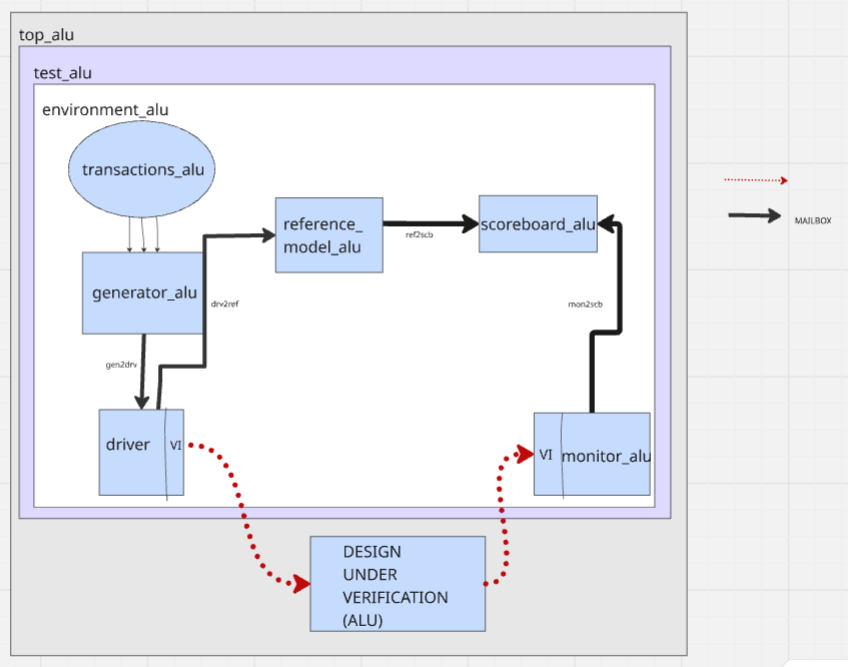 top_alu
test_alu
environment_alu
transactions_alu
reference_
model_alu
scoreboard_alu
ref2scb
generator_alu
drv2ref
mon2scb
gen2drv
driver
VI
VI
monitor_alu
DESIGN
UNDER
VERIFICATION
(ALU)
MAILBOX